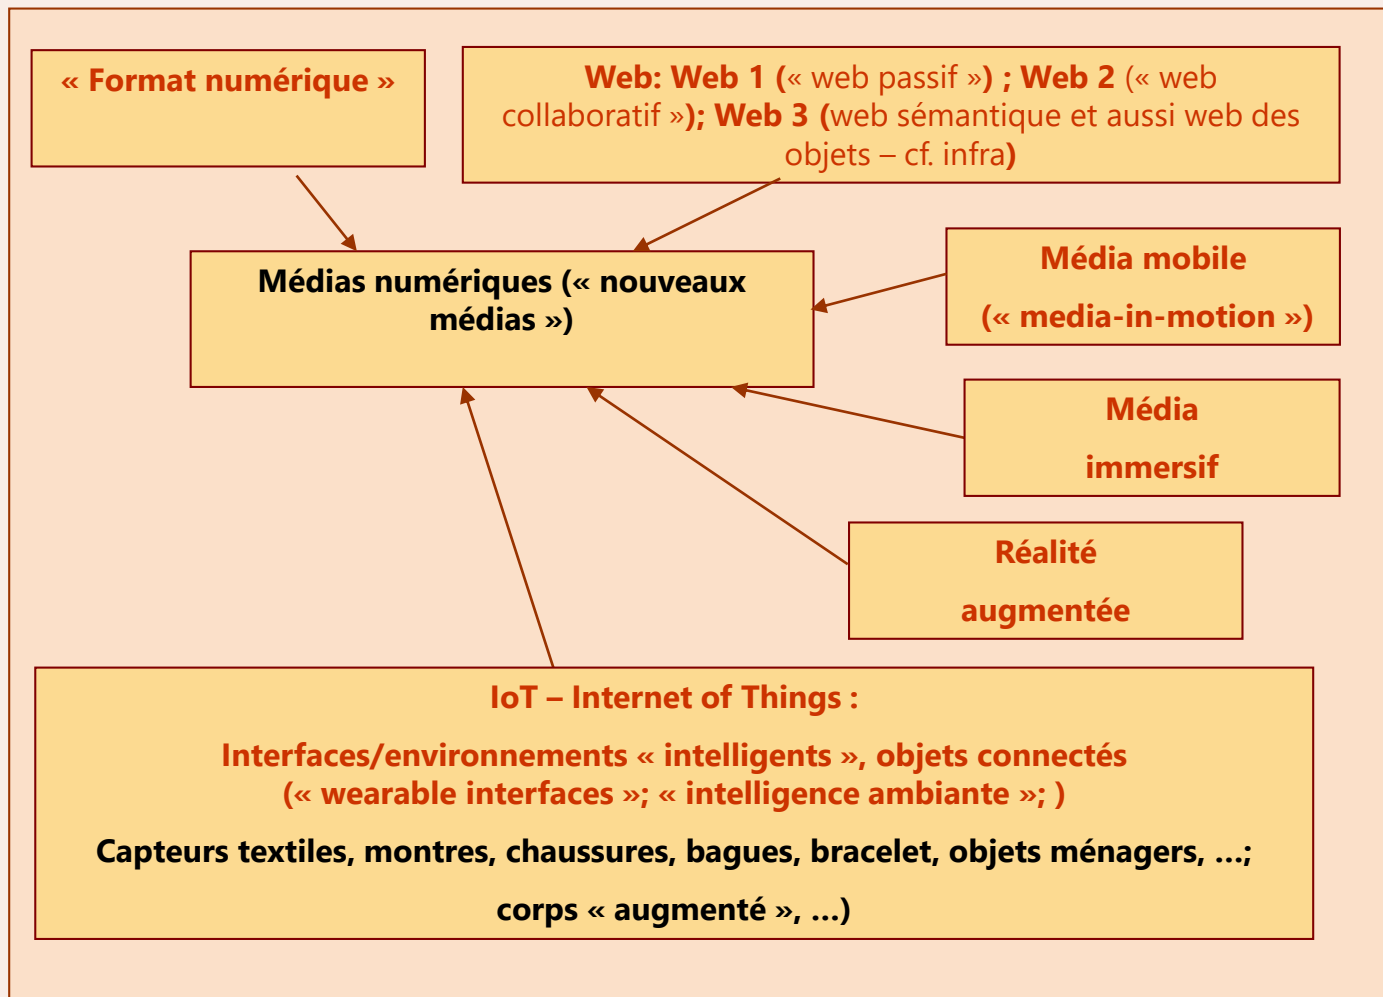 « Format numérique »
Web: Web 1 (« web passif ») ; Web 2 (« web
collaboratif »); Web 3 (web sémantique et aussi web des
objets – cf. infra)
Médias numériques (« nouveaux
médias »)
Média mobile
(« media-in-motion »)
Média
immersif
Réalité
augmentée
IoT – Internet of Things :
Interfaces/environnements « intelligents », objets connectés
(« wearable interfaces »; « intelligence ambiante »; )
Capteurs textiles, montres, chaussures, bagues, bracelet, objets ménagers, …;
corps « augmenté », …)